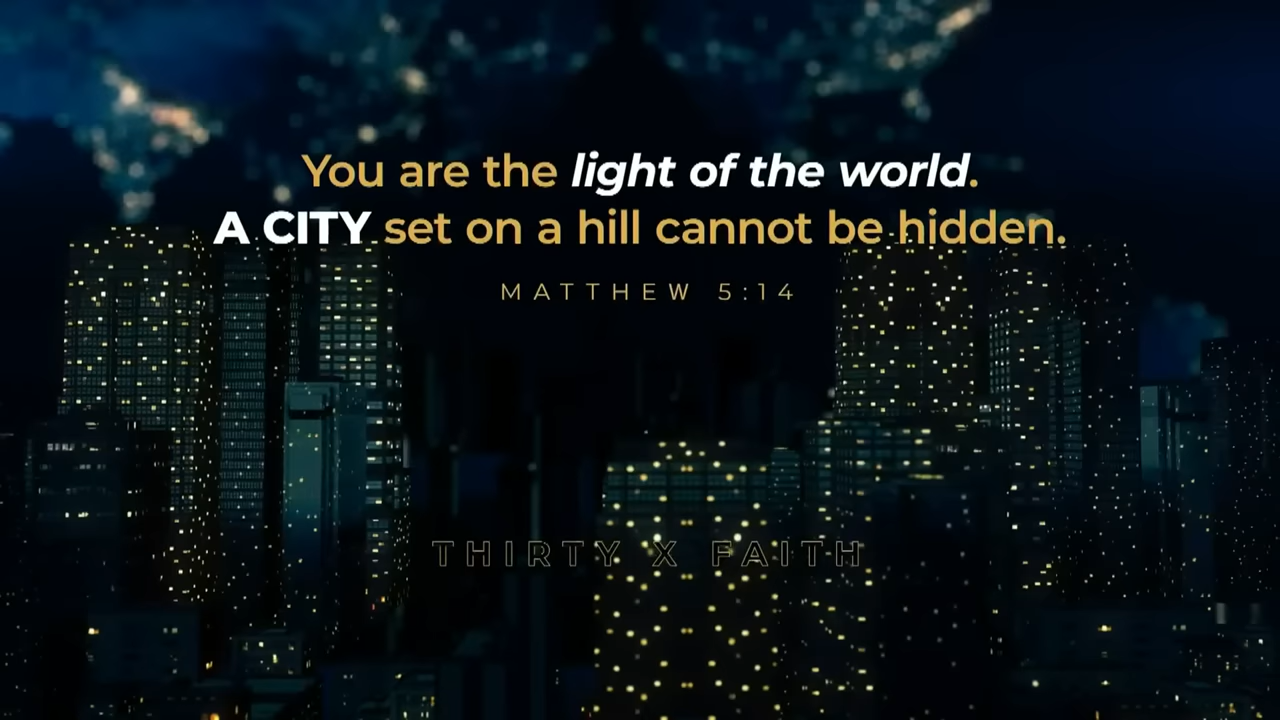 You are the light of the world.
A CITY set on a hill cannot be hidden.
MATTHEW 5:14
THIRTY X FAITH